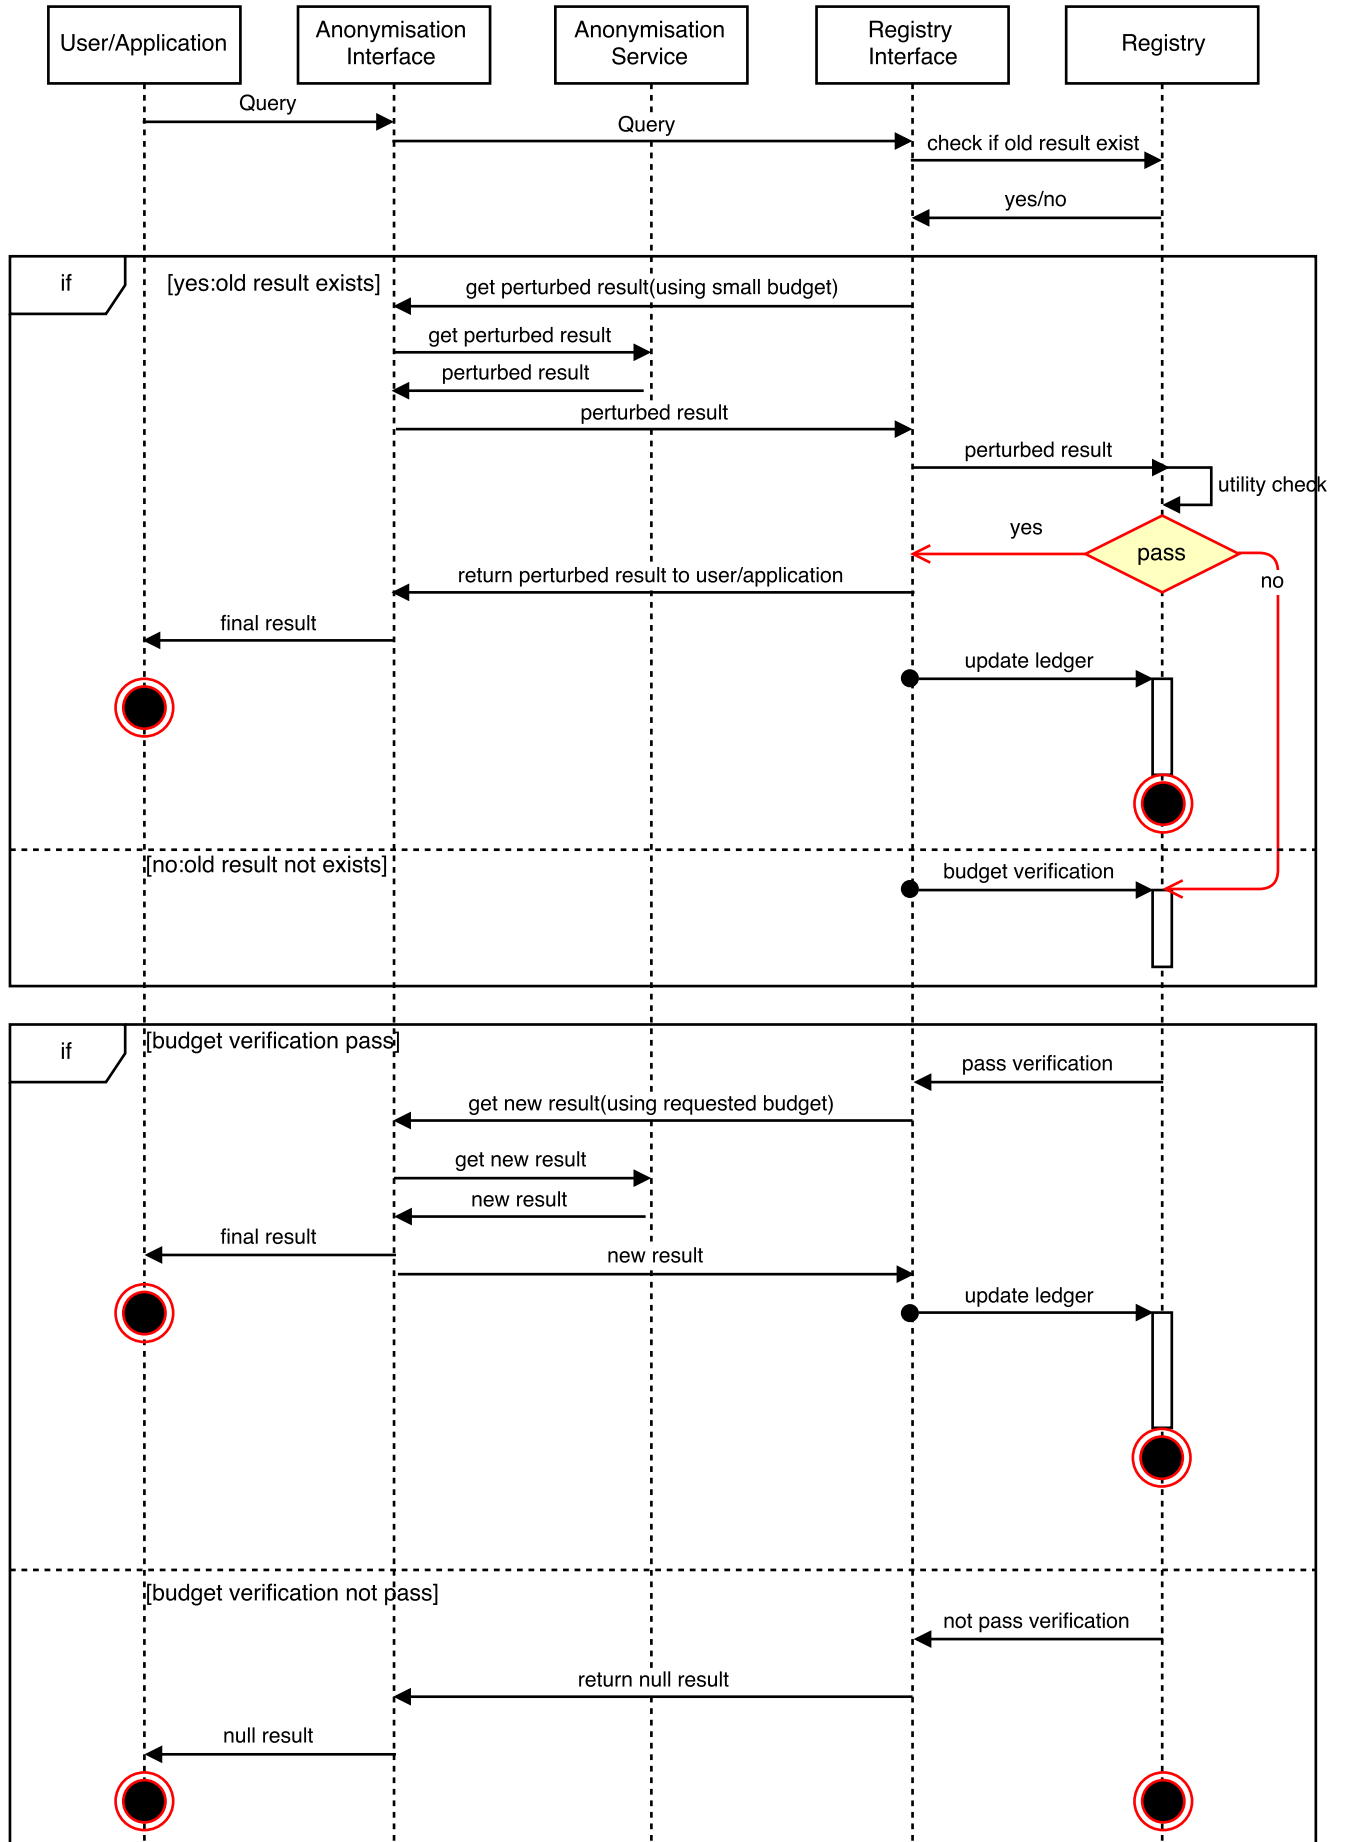 User/Application
Anonymisation
Interface
Anonymisation
Service
Registry
Interface
Registry
Query
Query
check if old result exist
yes/no
if
[yes:old result exists]
get perturbed result(using small budget)
get perturbed result
perturbed result
perturbed result
perturbed result
utility check
yes
pass
no
return perturbed result to user/application
final result
update ledger
[no:old result not exists]
budget verification
if
[budget verification pass]
pass verification
get new result(using requested budget)
get new result
new result
final result
new result
update ledger
[budget verification not pass]
not pass verification
return null result
null result